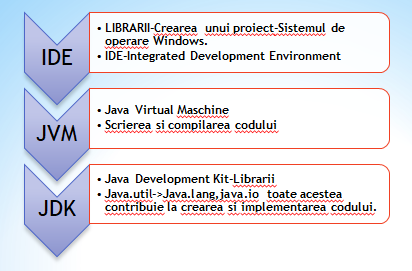 IDE
• LIBRARII-Crearea unui proiect-Sistemul de
operare Windows.
• IDE-Integrated Development Environment
JVM
• Java Virtual Maschine
• Scrierea si compilarea codului
JDK
• Java Development Kit-Librarii
• Java.util->Java.lang,java.io toate acestea
contribuie la crearea si implementarea codului.